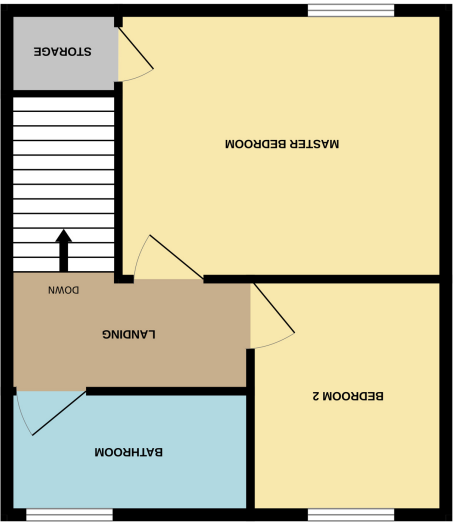 BATHROOM
BEDROOM 2
LANDING
DOWN
MASTER BEDROOM
STORAGE